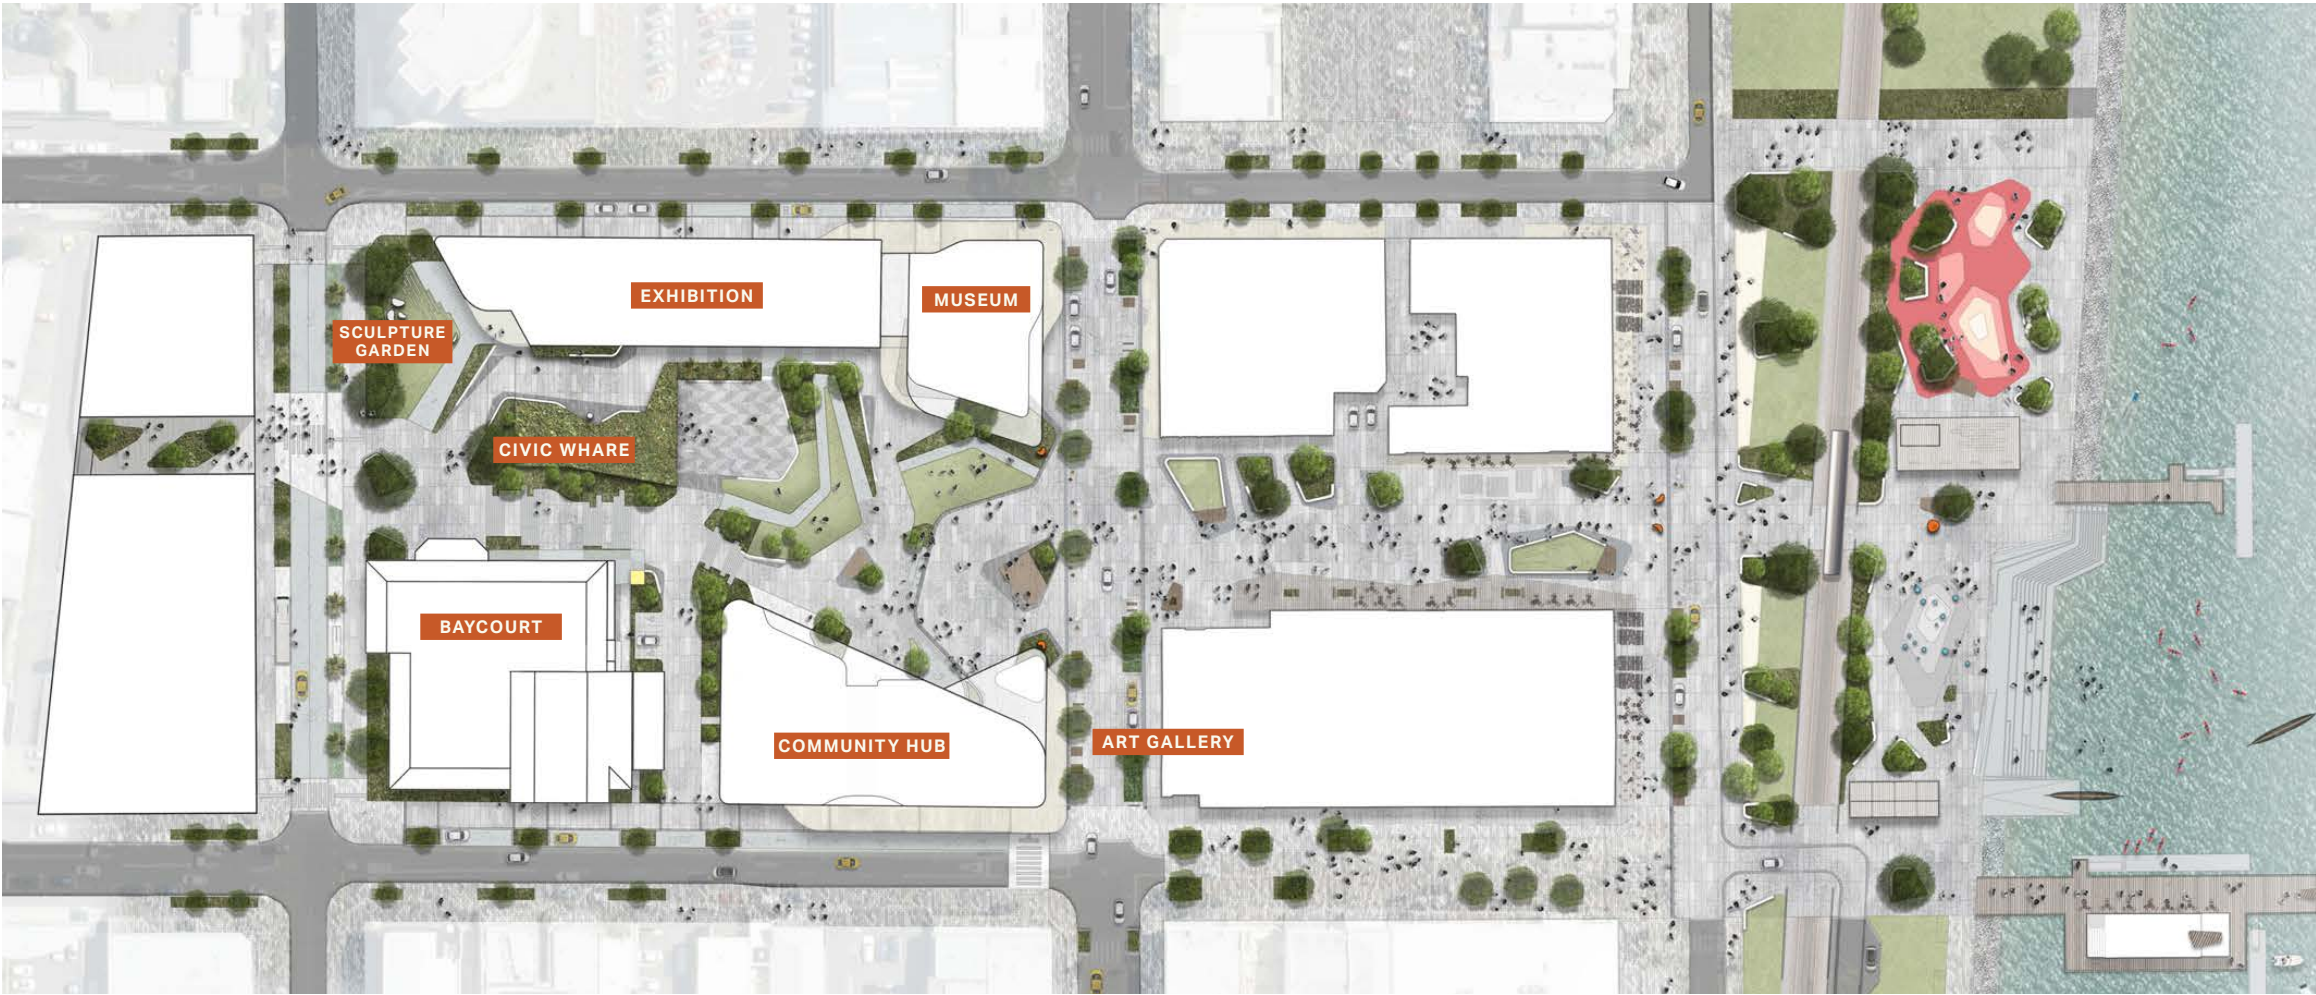 EXHIBITION
MUSEUM
SCULPTURE
GARDEN
CIVIC WHARE
BAYCOURT
COMMUNITY HUB
ART GALLERY